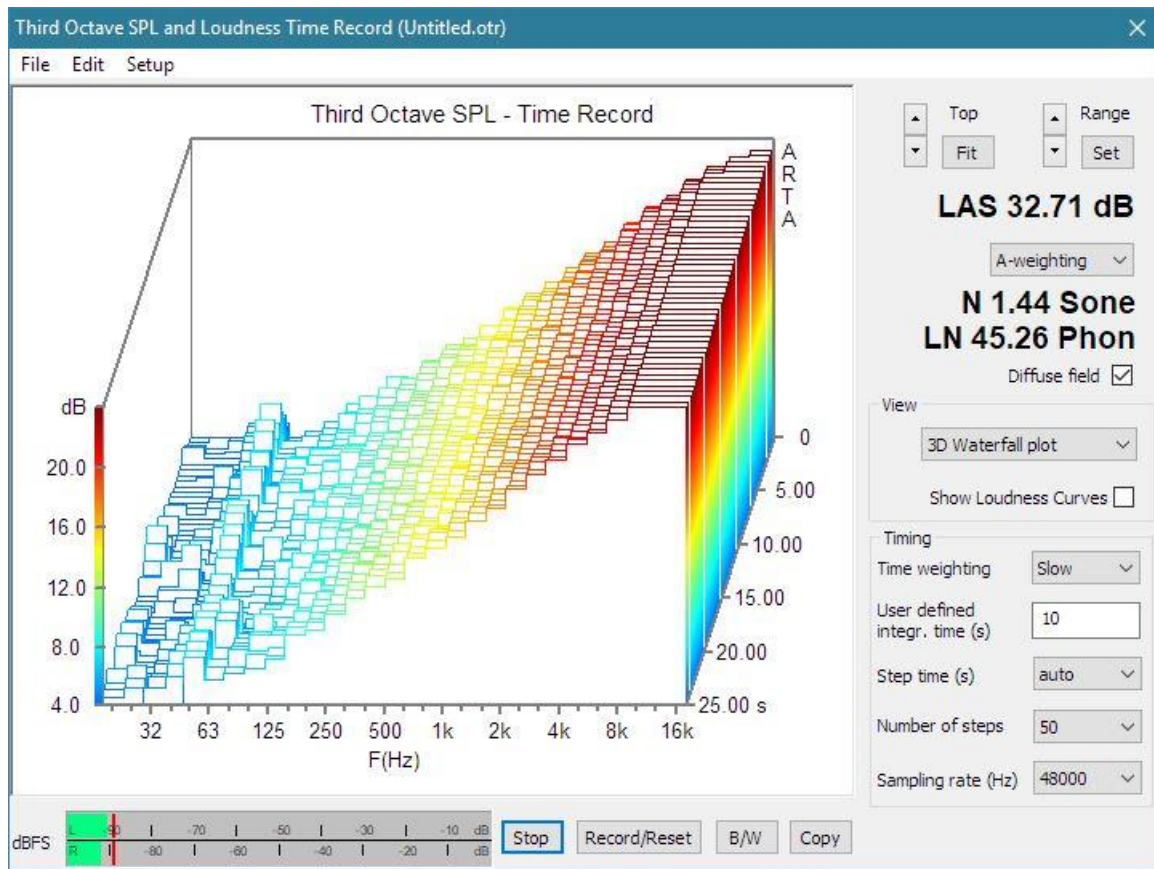 Third Octave SPL and Loudness Time Record (Untitled.otr)
File Edit Setup
Third Octave SPL - Time Record
A
R
T
A
dB
20.0
16.0
12.0
8.0
4.0
0
5.00
10.00
15.00
20.00
25.00 s
32 63 125 250 500 1k 2k 4k 8k 16k
F(Hz)
Top Range
Fit Set
LAS 32.71 dB
A-weighting
N 1.44 Sone
LN 45.26 Phon
Diffuse field
View
3D Waterfall plot
Show Loudness Curves
Timing
Time weighting Slow
User defined
integr. time (s) 10
Step time (s) auto
Number of steps 50
Sampling rate (Hz) 48000
dBFS
L -90 -70 -50 -30 -10 dB
R -80 -60 -40 -20 dB
Stop Record/Reset B/W Copy